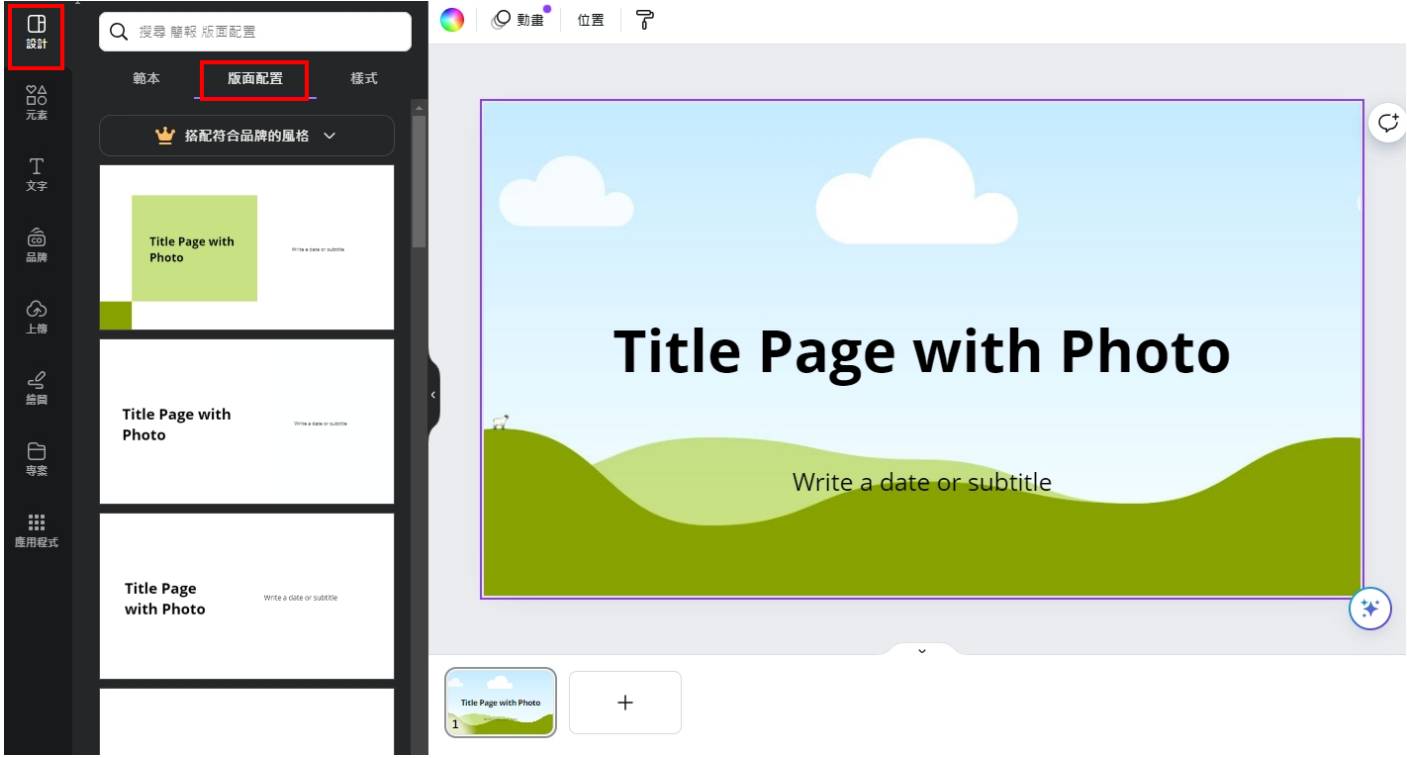 設計
元素
文字
品牌
上傳
繪圖
專案
應用程式
搜尋 簡報 版面配置
範本 版面配置 樣式
搭配符合品牌的風格
Title Page with
Photo
Write a date or subtitle
Title Page with
Photo
Write a date or subtitle
Title Page
with Photo
Write a date or subtitle
動畫 位置
Title Page with Photo
Write a date or subtitle
Title Page with Photo
1